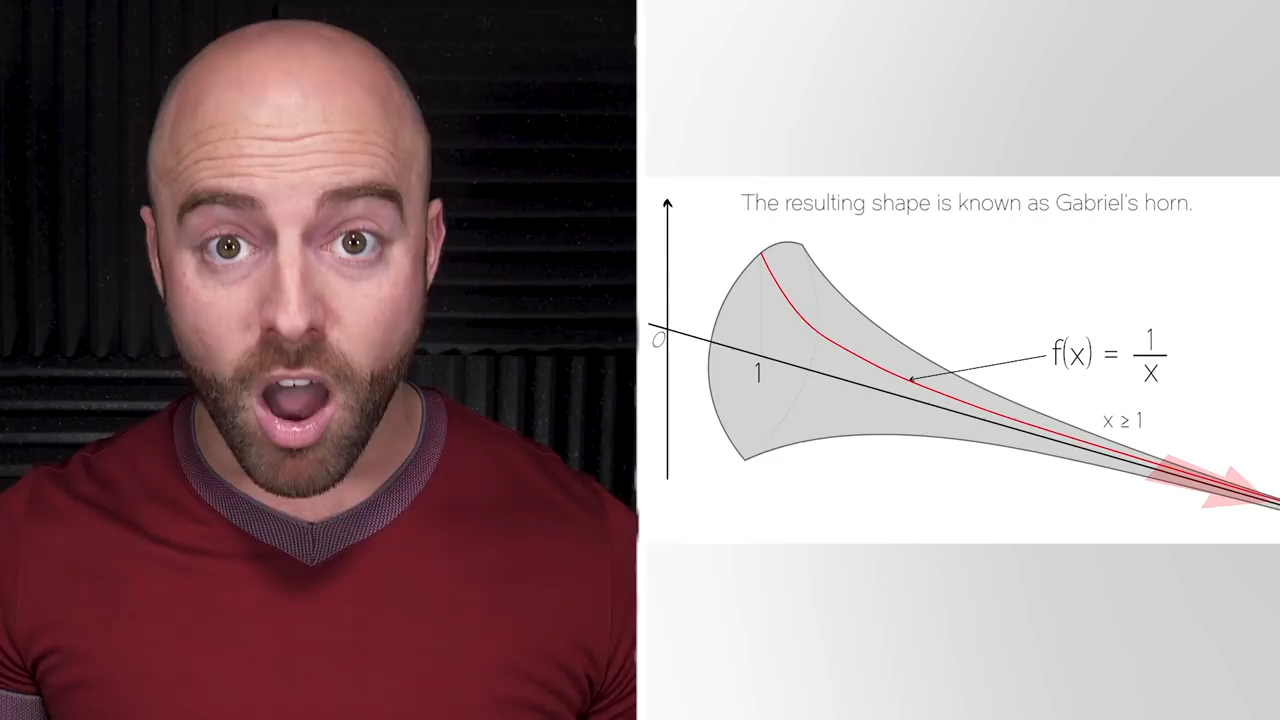 The resulting shape is known as Gabriel's horn.
0
1
f(x) = 1/x
x ≥ 1